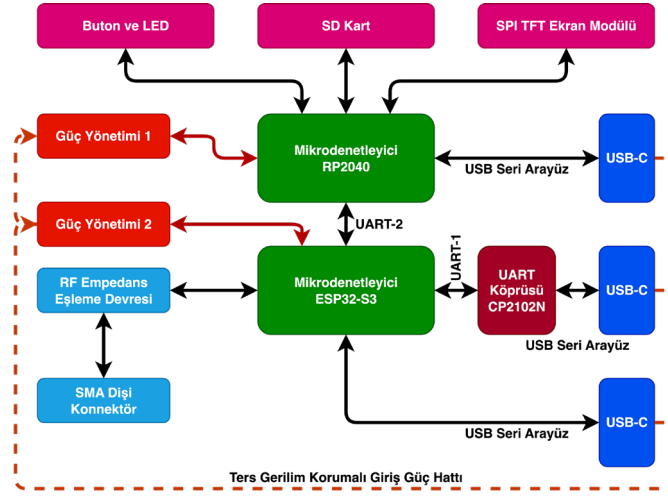 Buton ve LED
SD Kart
SPI TFT Ekran Modülü
Güç Yönetimi 1
Mikrodenetleyici
RP2040
USB Seri Arayüz
USB-C
Güç Yönetimi 2
UART-2
RF Empedans
Eşleme Devresi
Mikrodenetleyici
ESP32-S3
UART-1
UART
Köprüsü
CP2102N
USB-C
USB Seri Arayüz
SMA Dişi
Konnektör
USB Seri Arayüz
USB-C
Ters Gerilim Korumalı Giriş Güç Hattı